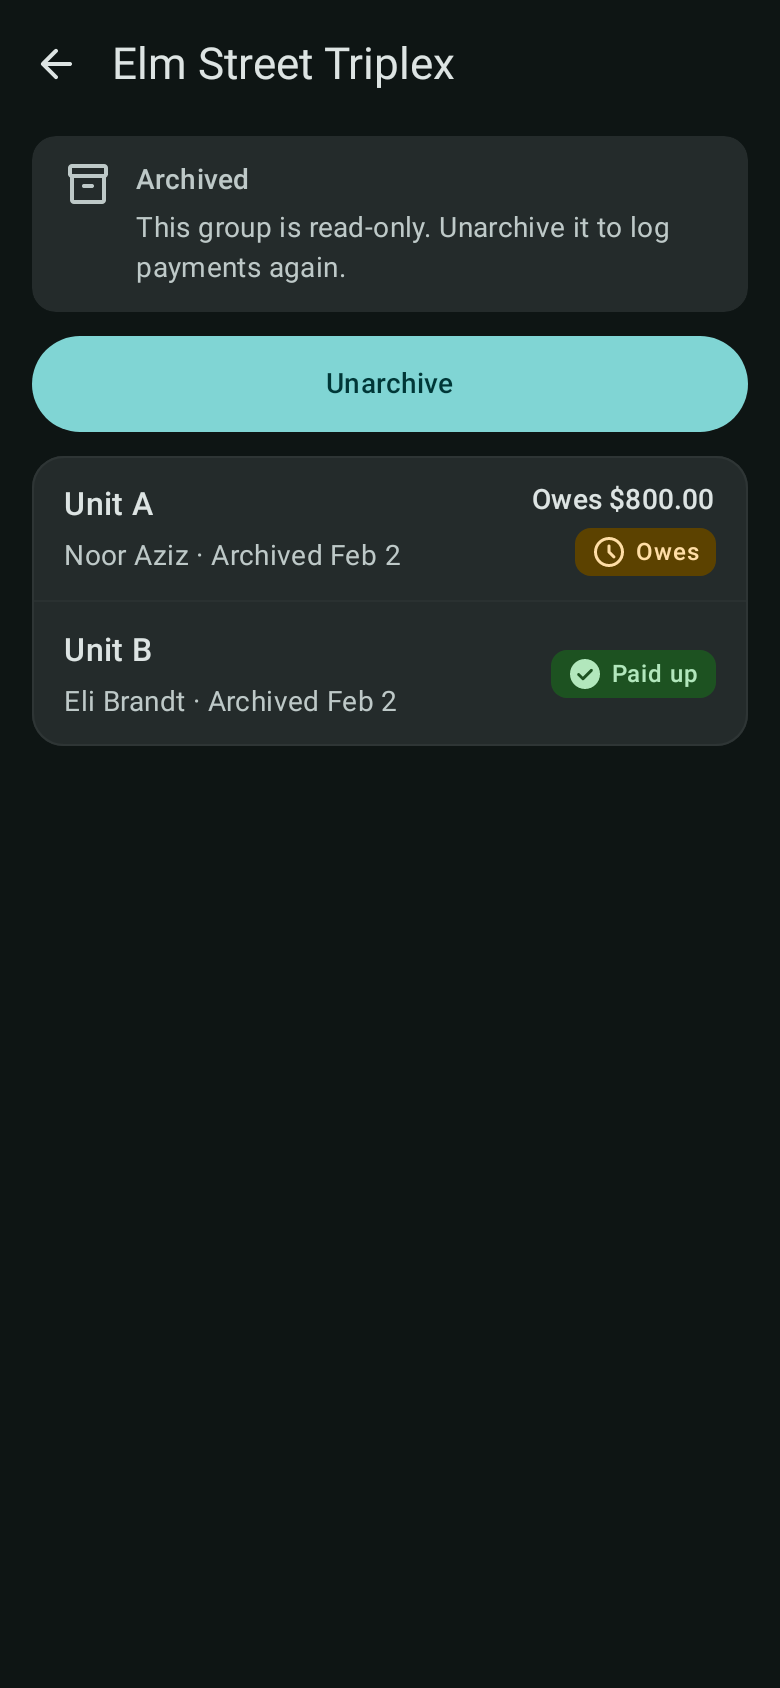 Elm Street Triplex
Archived
This group is read-only. Unarchive it to log
payments again.
Unarchive
Unit A
Owes $800.00
Noor Aziz · Archived Feb 2
Owes
Unit B
Paid up
Eli Brandt · Archived Feb 2